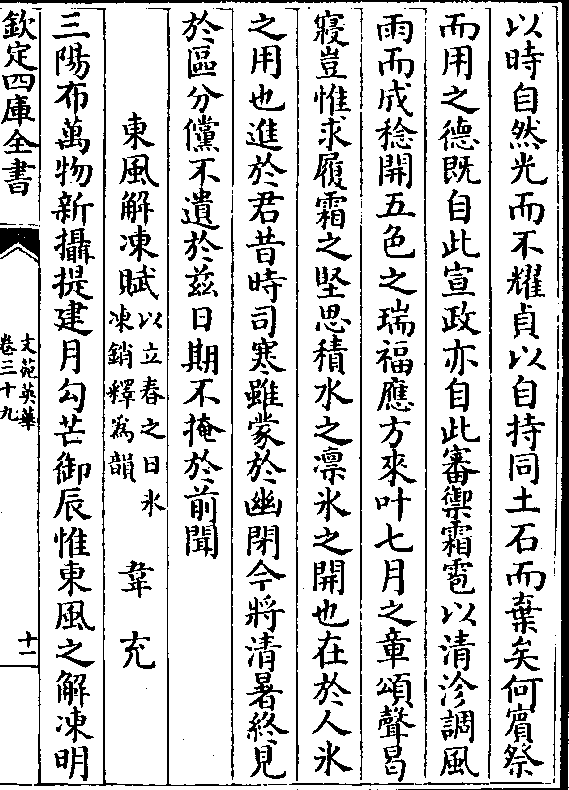 以時自然光而不耀貞以自持同土石而棄矣何賓祭
而用之德既自此宣政亦自此審禦霜雹以清沴調風
雨而成稔開五色之瑞福應方來叶七月之章頌聲曷
寢豈惟求履霜之堅思積水之凛氷之開也在於人氷
之用也進於君昔時司寒雖蒙於幽閉今將清暑終見
於區分儻不遺於兹日期不掩於前聞
東風解凍賦以立春之日氷凍銷釋為韻 韋充
三陽布萬物新攝提建月勾芒御辰惟東風之解凍明
欽定四庫全書
文苑英華
卷三十九
十一